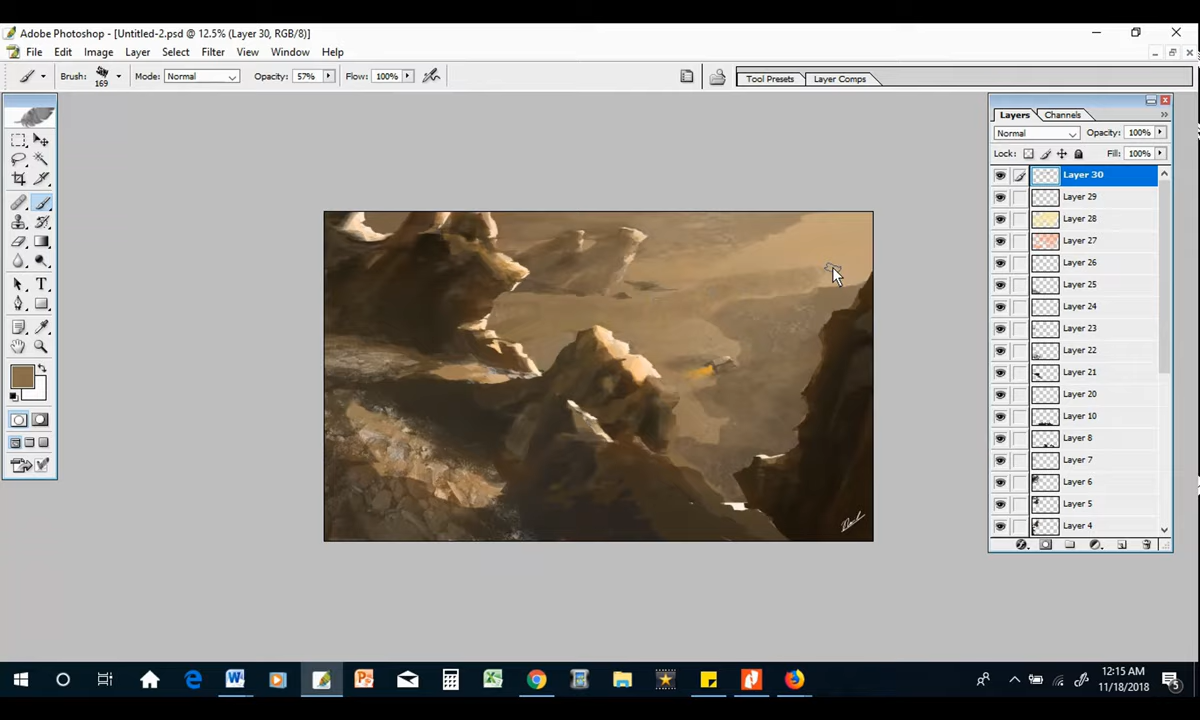 Adobe Photoshop - [Untitled-2.psd @ 12.5% (Layer 30, RGB/8)]
File Edit Image Layer Select Filter View Window Help
Brush: 169 Mode: Normal Opacity: 57% Flow: 100% Tool Presets Layer Comps
Layers Channels
Normal Opacity: 100%
Lock: Fill: 100%
Layer 30
Layer 29
Layer 28
Layer 27
Layer 26
Layer 25
Layer 24
Layer 23
Layer 22
Layer 21
Layer 20
Layer 10
Layer 8
Layer 7
Layer 6
Layer 5
Layer 4
12:15 AM
11/18/2018
5